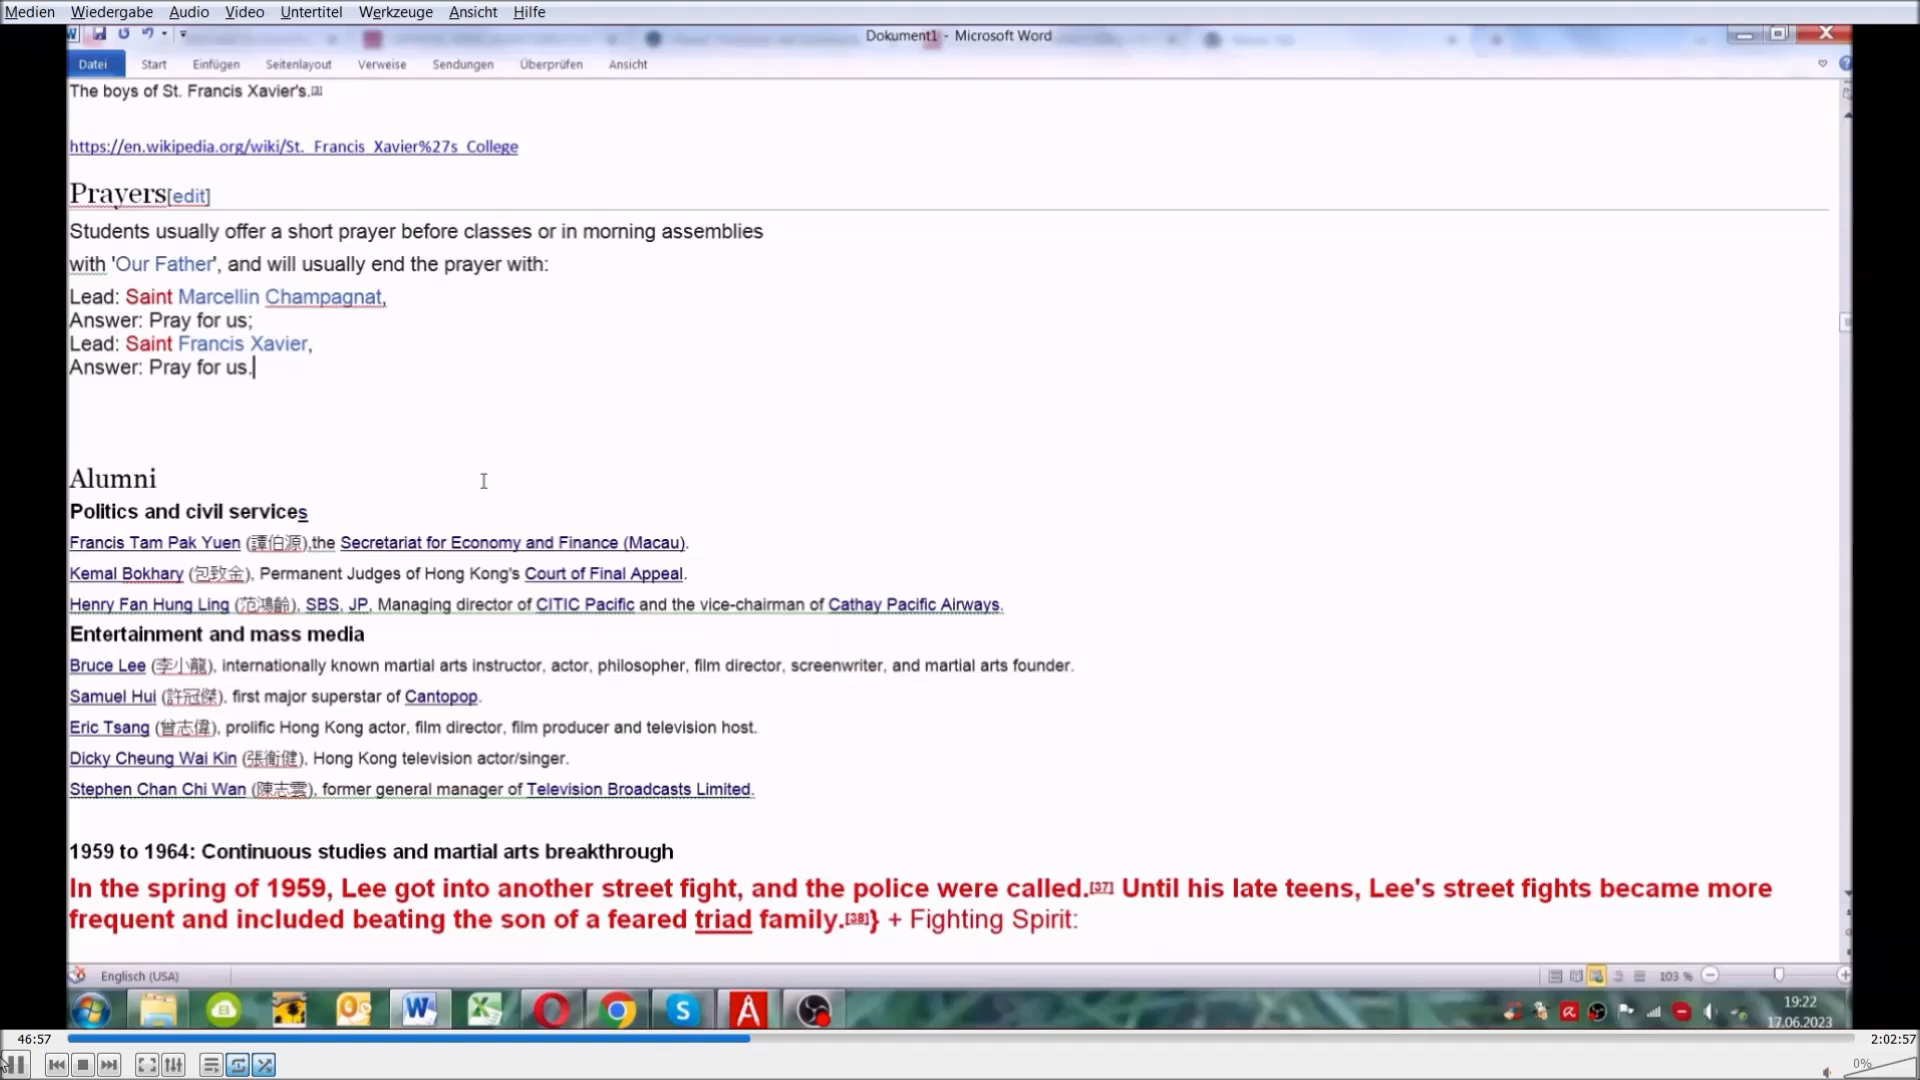 Medien Wiedergabe Audio Video Untertitel Werkzeuge Ansicht Hilfe
Dokument1 - Microsoft Word
Datei Start Einfügen Seitenlayout Verweise Sendungen Überprüfen Ansicht
The boys of St. Francis Xavier's.
https://en.wikipedia.org/wiki/St._Francis_Xavier%27s_College
Prayers[edit]
Students usually offer a short prayer before classes or in morning assemblies
with 'Our Father', and will usually end the prayer with:
Lead: Saint Marcellin Champagnat,
Answer: Pray for us;
Lead: Saint Francis Xavier,
Answer: Pray for us.
Alumni
Politics and civil services
Francis Tam Pak Yuen (譚伯源),the Secretariat for Economy and Finance (Macau).
Kemal Bokhary (包致金), Permanent Judges of Hong Kong's Court of Final Appeal.
Henry Fan Hung Ling (范鴻齡), SBS, JP, Managing director of CITIC Pacific and the vice-chairman of Cathay Pacific Airways.
Entertainment and mass media
Bruce Lee (李小龍), internationally known martial arts instructor, actor, philosopher, film director, screenwriter, and martial arts founder.
Samuel Hui (許冠傑), first major superstar of Cantopop.
Eric Tsang (曾志偉), prolific Hong Kong actor, film director, film producer and television host.
Dicky Cheung Wai Kin (張衛健), Hong Kong television actor/singer.
Stephen Chan Chi Wan (陳志雲), former general manager of Television Broadcasts Limited.
1959 to 1964: Continuous studies and martial arts breakthrough
In the spring of 1959, Lee got into another street fight, and the police were called.[37] Until his late teens, Lee's street fights became more
frequent and included beating the son of a feared triad family.[38]} + Fighting Spirit:
Englisch (USA) 103 %
19:22
17.06.2023
46:57 2:02:57
0%